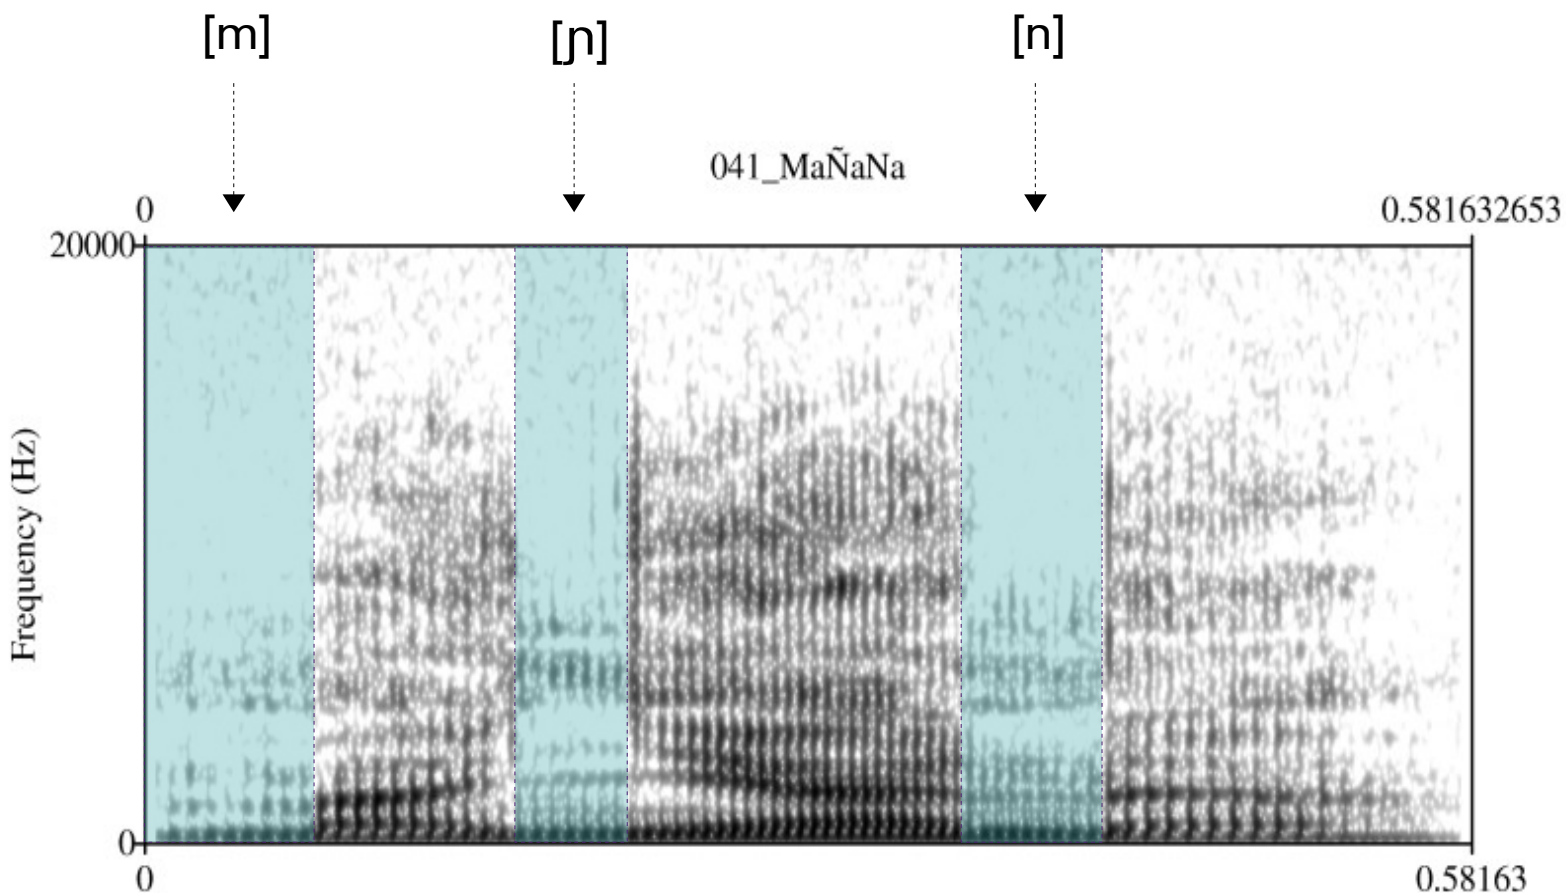 [m] [ɲ] [n]
041_MaÑaNa
0 0.581632653
20000
Frequency (Hz)
0
0 0.58163